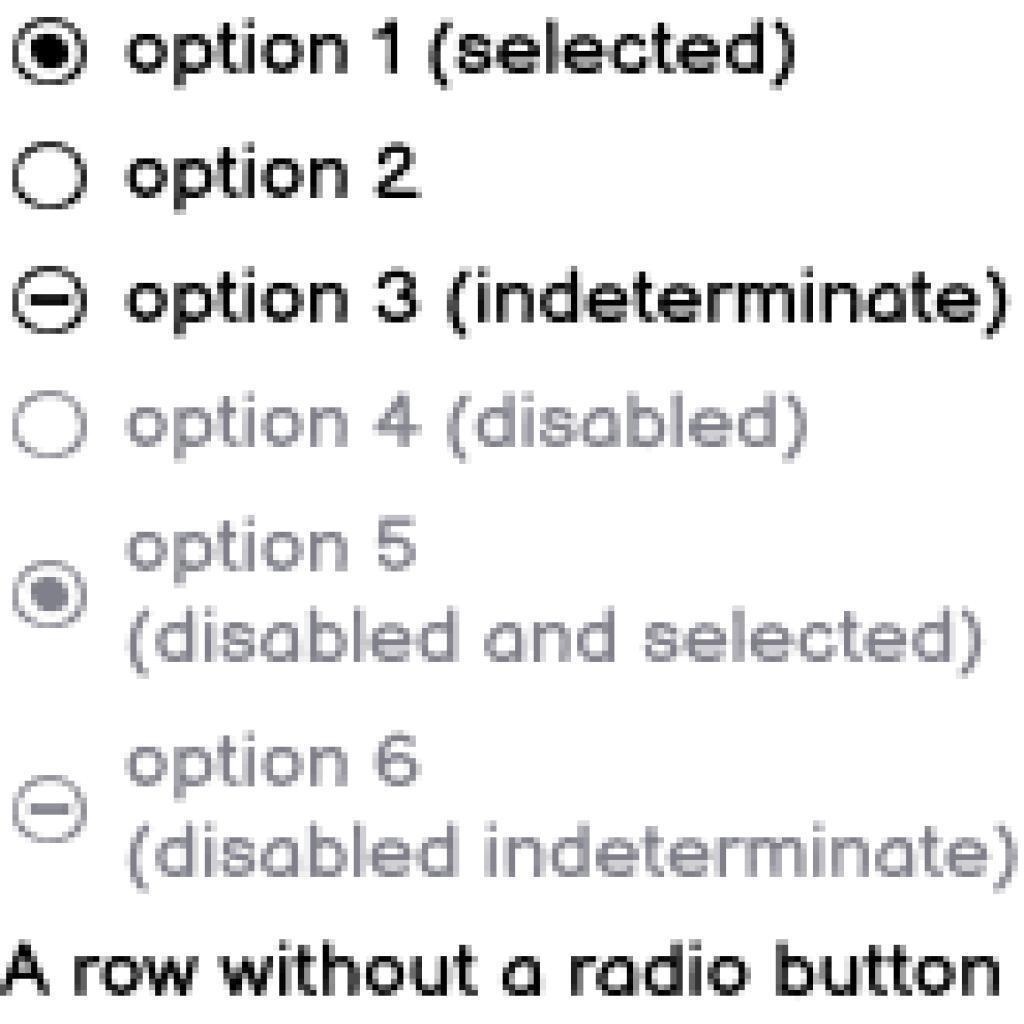 option 1 (selected)
option 2
option 3 (indeterminate)
option 4 (disabled)
option 5
(disabled and selected)
option 6
(disabled indeterminate)
A row without a radio button